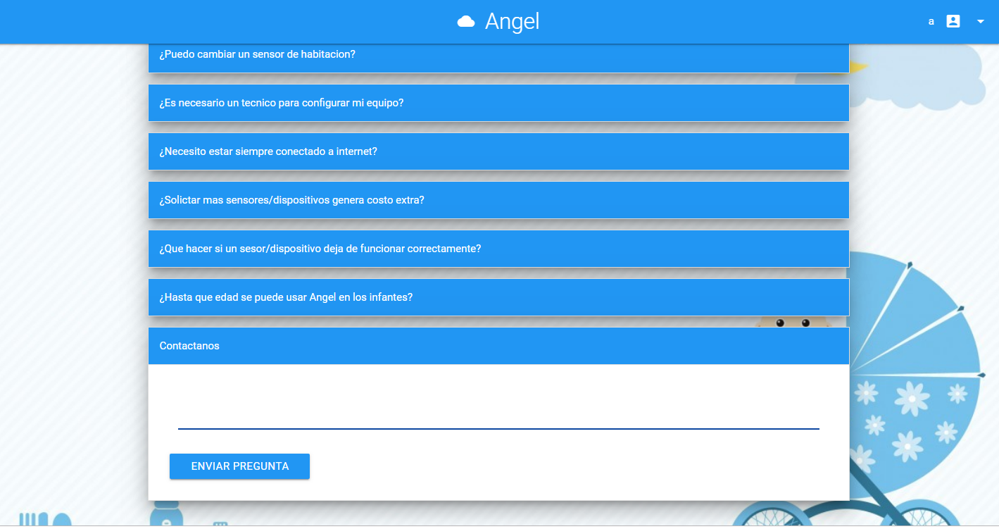 Angel
a
¿Puedo cambiar un sensor de habitacion?
¿Es necesario un tecnico para configurar mi equipo?
¿Necesito estar siempre conectado a internet?
¿Solictar mas sensores/dispositivos genera costo extra?
¿Que hacer si un sesor/dispositivo deja de funcionar correctamente?
¿Hasta que edad se puede usar Angel en los infantes?
Contactanos
ENVIAR PREGUNTA